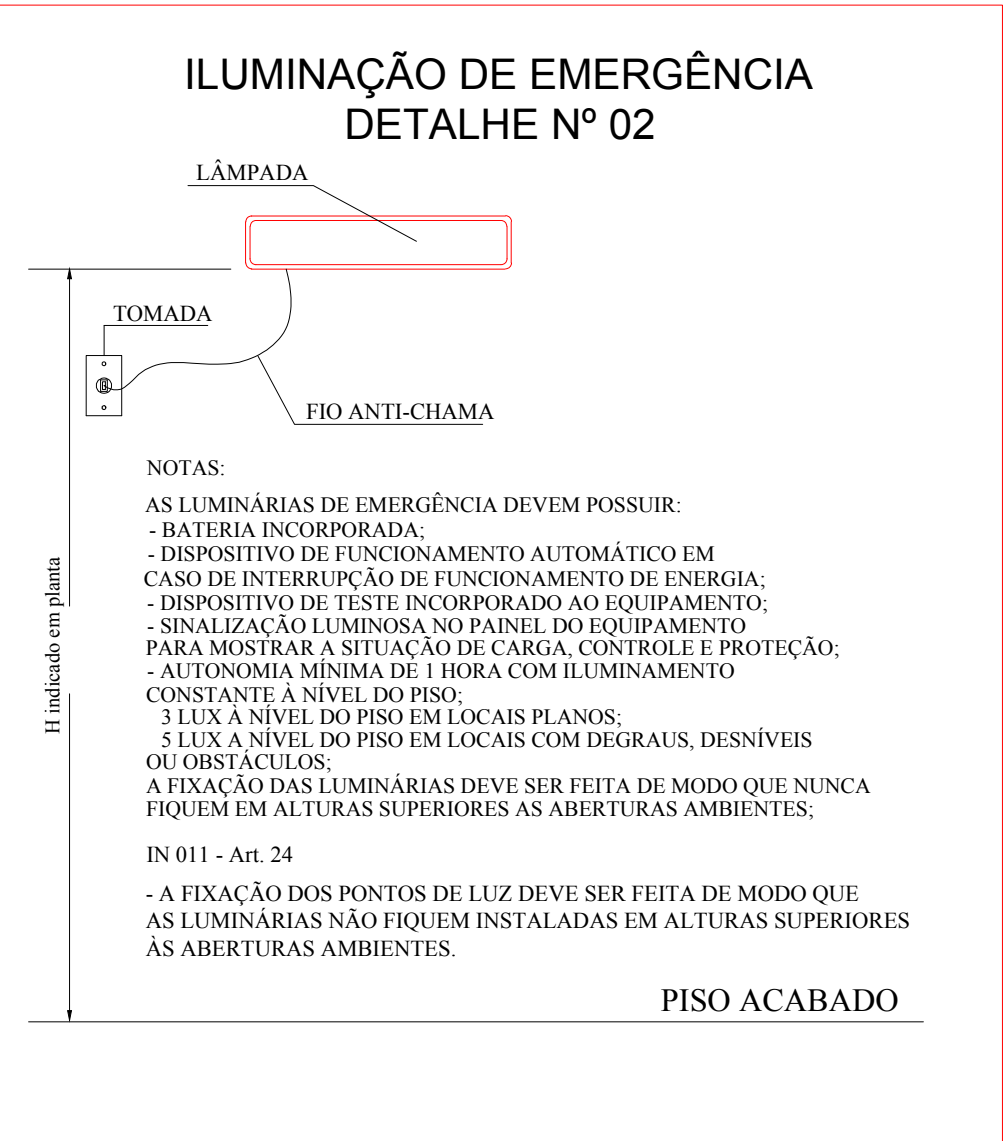 ILUMINAÇÃO DE EMERGÊNCIA
DETALHE Nº 02
LÂMPADA
TOMADA
FIO ANTI-CHAMA
H indicado em planta
NOTAS:
AS LUMINÁRIAS DE EMERGÊNCIA DEVEM POSSUIR:
- BATERIA INCORPORADA;
- DISPOSITIVO DE FUNCIONAMENTO AUTOMÁTICO EM
CASO DE INTERRUPÇÃO DE FUNCIONAMENTO DE ENERGIA;
- DISPOSITIVO DE TESTE INCORPORADO AO EQUIPAMENTO;
- SINALIZAÇÃO LUMINOSA NO PAINEL DO EQUIPAMENTO
PARA MOSTRAR A SITUAÇÃO DE CARGA, CONTROLE E PROTEÇÃO;
- AUTONOMIA MÍNIMA DE 1 HORA COM ILUMINAMENTO
CONSTANTE À NÍVEL DO PISO;
3 LUX À NÍVEL DO PISO EM LOCAIS PLANOS;
5 LUX A NÍVEL DO PISO EM LOCAIS COM DEGRAUS, DESNÍVEIS
OU OBSTÁCULOS;
A FIXAÇÃO DAS LUMINÁRIAS DEVE SER FEITA DE MODO QUE NUNCA
FIQUEM EM ALTURAS SUPERIORES AS ABERTURAS AMBIENTES;
IN 011 - Art. 24
- A FIXAÇÃO DOS PONTOS DE LUZ DEVE SER FEITA DE MODO QUE
AS LUMINÁRIAS NÃO FIQUEM INSTALADAS EM ALTURAS SUPERIORES
ÀS ABERTURAS AMBIENTES.
PISO ACABADO